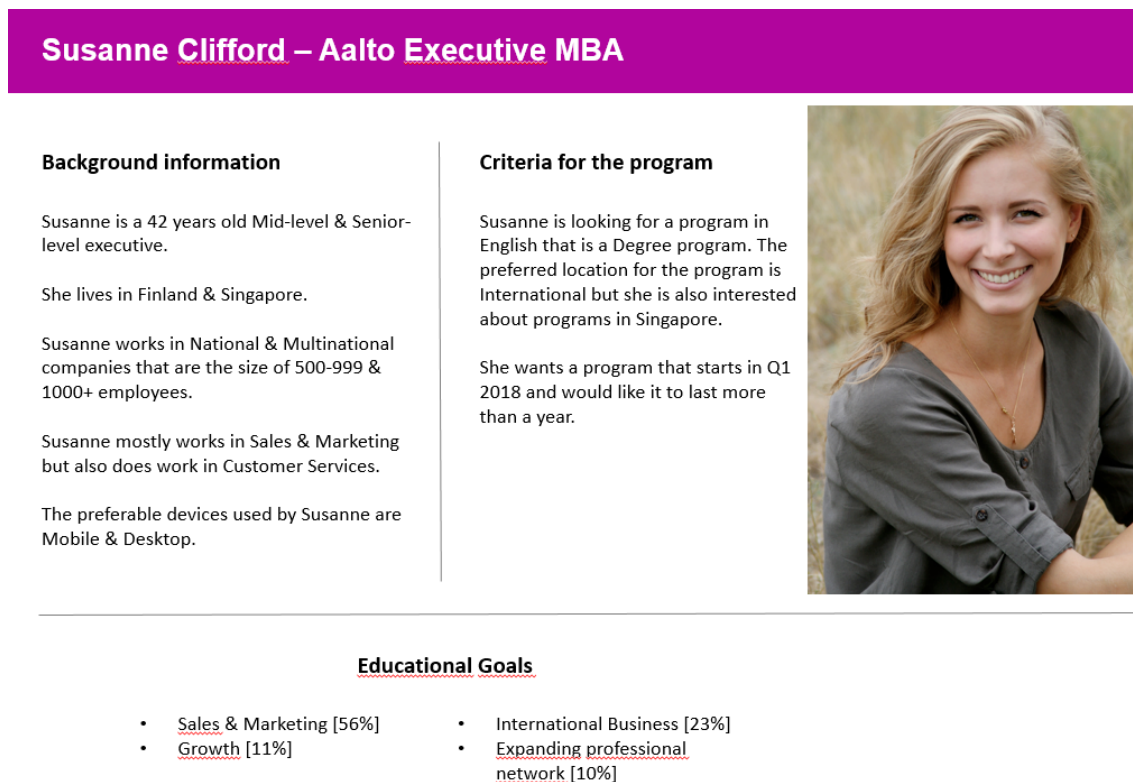 Susanne Clifford – Aalto Executive MBA
Background information
Susanne is a 42 years old Mid-level & Senior-
level executive.
She lives in Finland & Singapore.
Susanne works in National & Multinational
companies that are the size of 500-999 &
1000+ employees.
Susanne mostly works in Sales & Marketing
but also does work in Customer Services.
The preferable devices used by Susanne are
Mobile & Desktop.
Criteria for the program
Susanne is looking for a program in
English that is a Degree program. The
preferred location for the program is
International but she is also interested
about programs in Singapore.
She wants a program that starts in Q1
2018 and would like it to last more
than a year.
Educational Goals
• Sales & Marketing [56%]
• Growth [11%]
• International Business [23%]
• Expanding professional
network [10%]